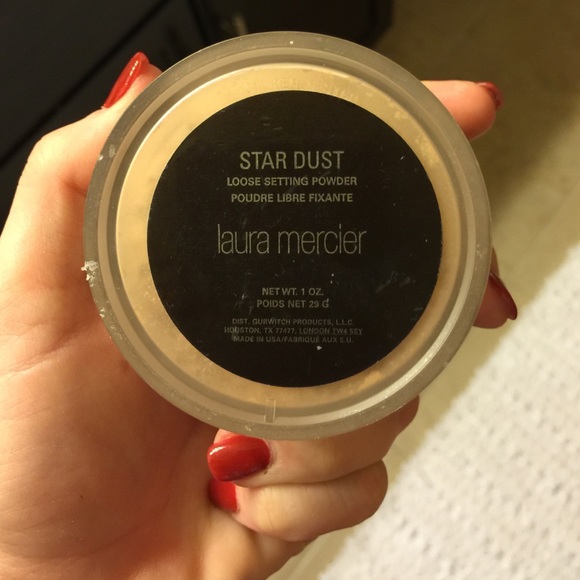 STAR DUST
LOOSE SETTING POWDER
POUDRE LIBRE FIXANTE
laura mercier
NET WT. 1 OZ.
POIDS NET 29 G
DIST. GURWITCH PRODUCTS, L.L.C.
HOUSTON, TX 77477, LONDON TW4 5EY
MADE IN USA/FABRIQUE AUX E.U.